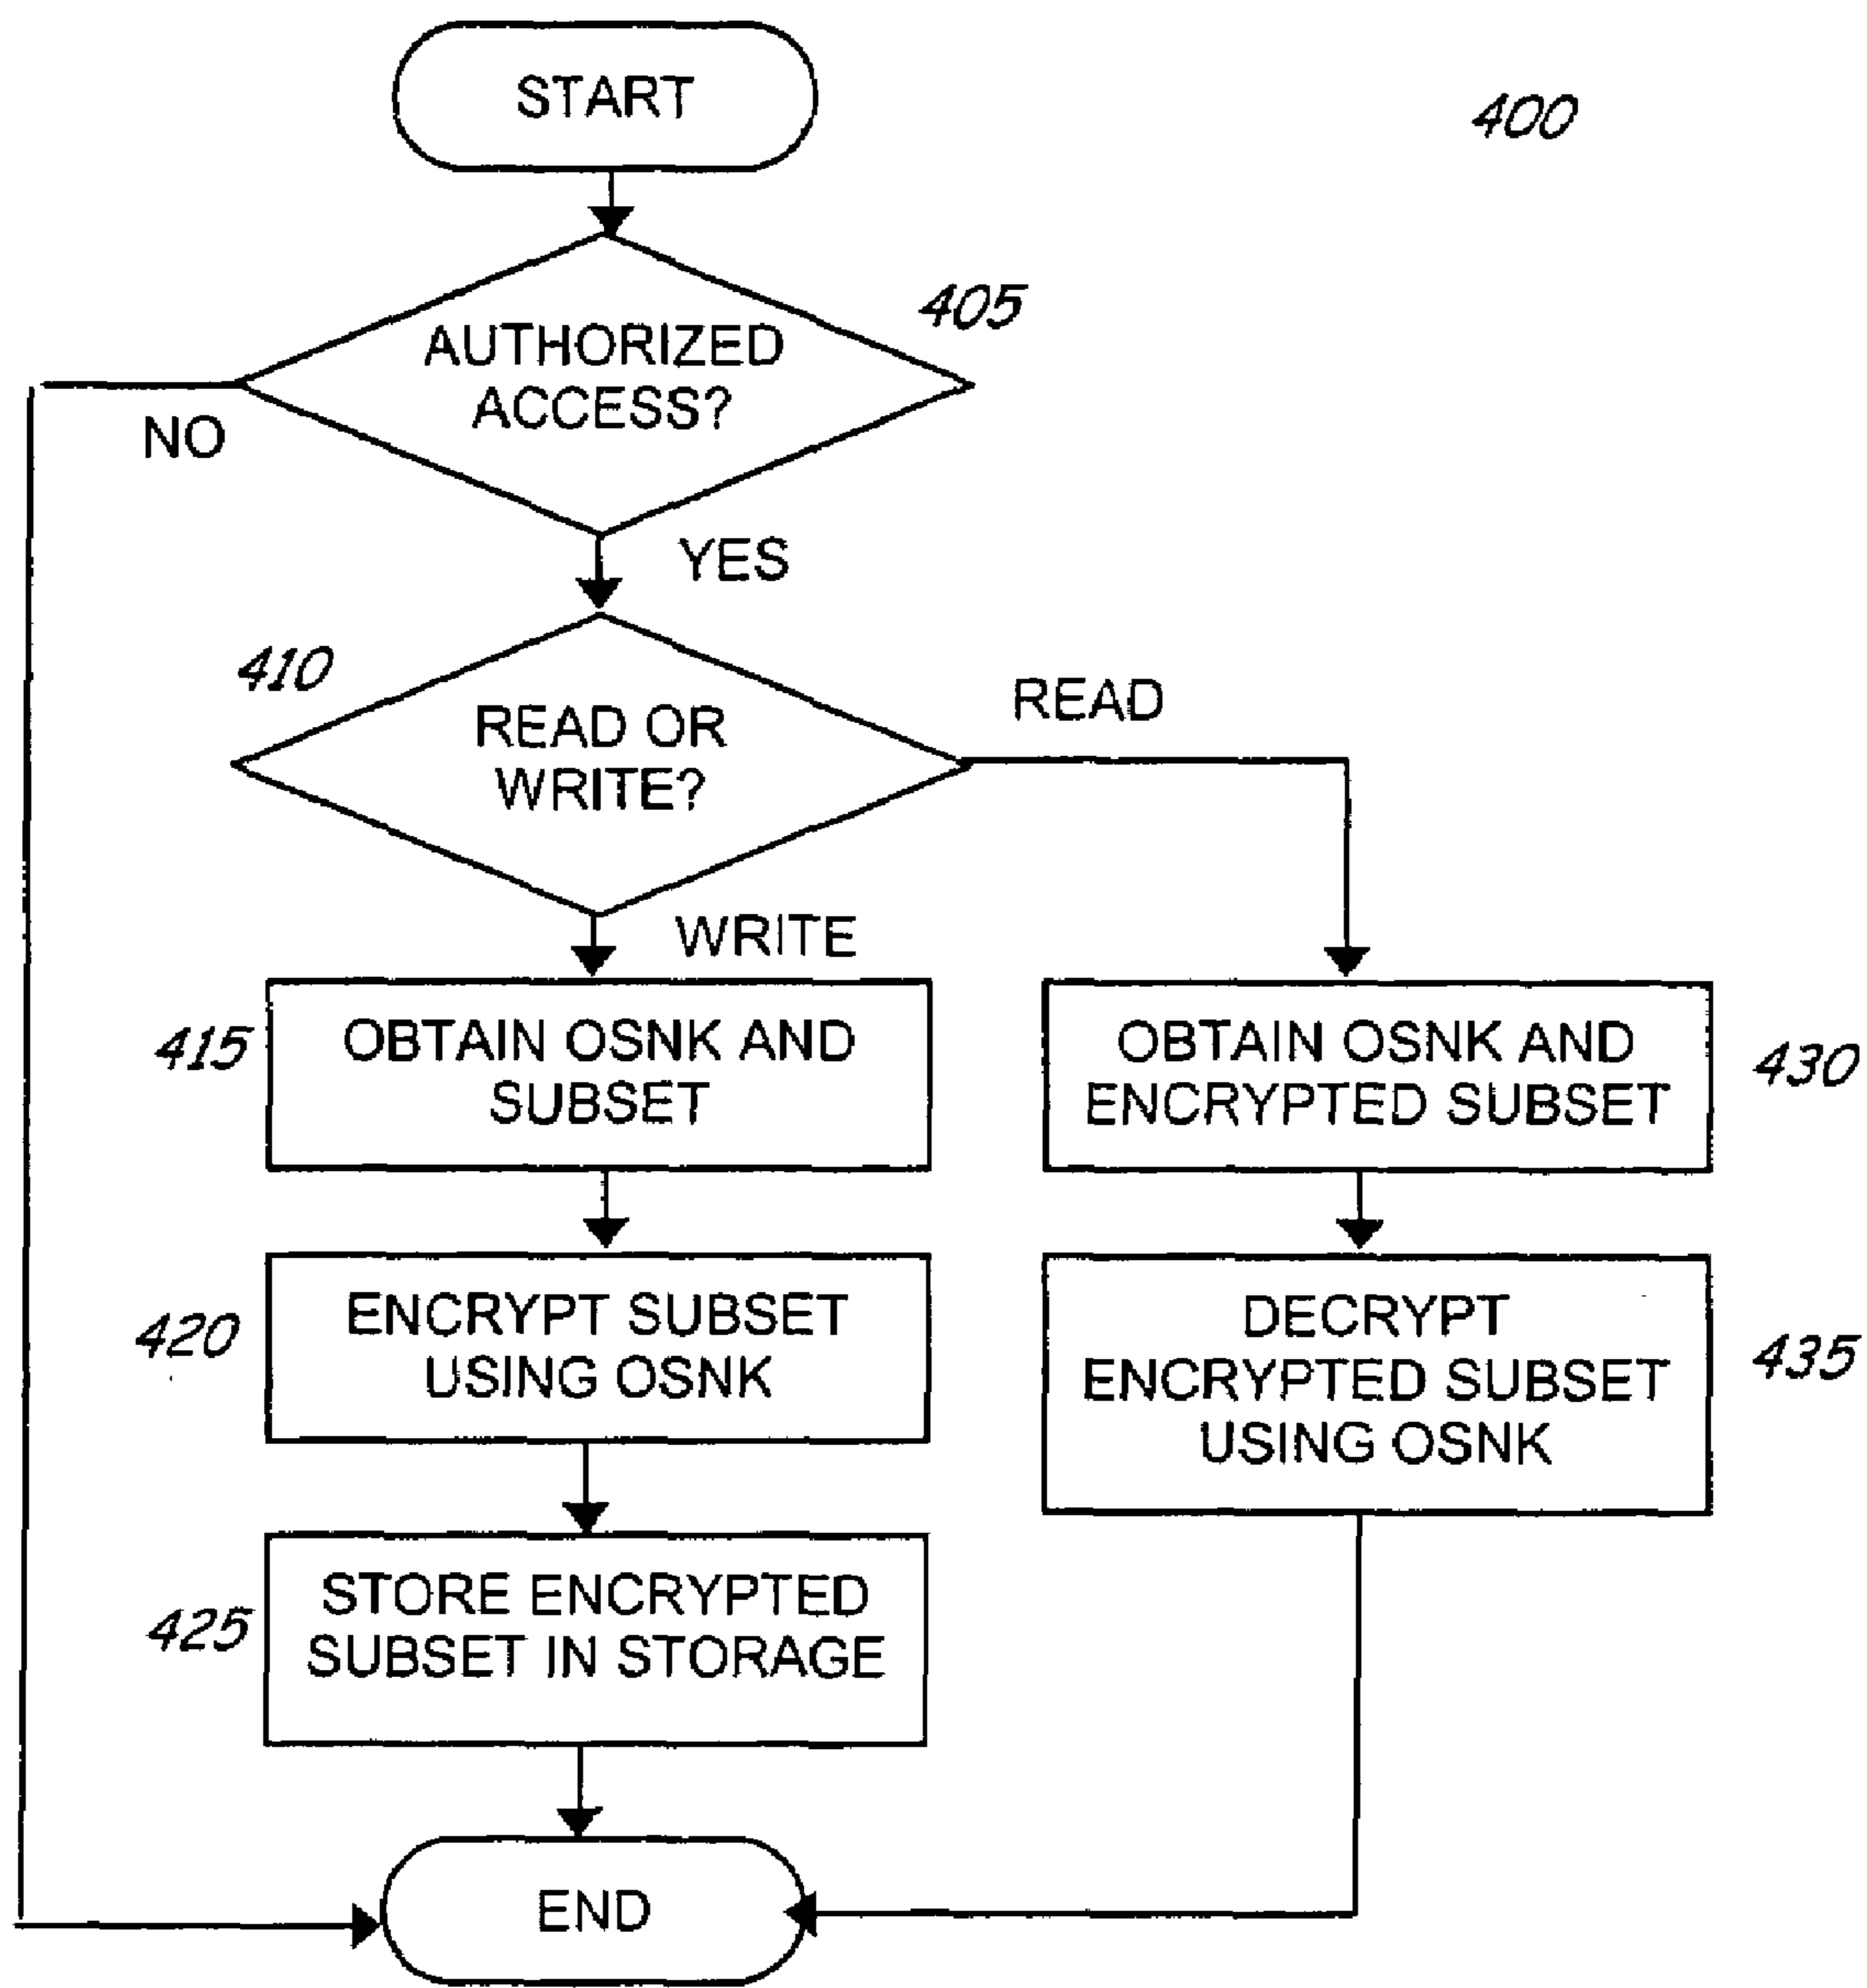 START
400
405
AUTHORIZED
ACCESS?
NO
YES
410
READ OR
WRITE?
READ
WRITE
415
OBTAIN OSNK AND
SUBSET
OBTAIN OSNK AND
ENCRYPTED SUBSET
430
420
ENCRYPT SUBSET
USING OSNK
DECRYPT
ENCRYPTED SUBSET
USING OSNK
435
425
STORE ENCRYPTED
SUBSET IN STORAGE
END